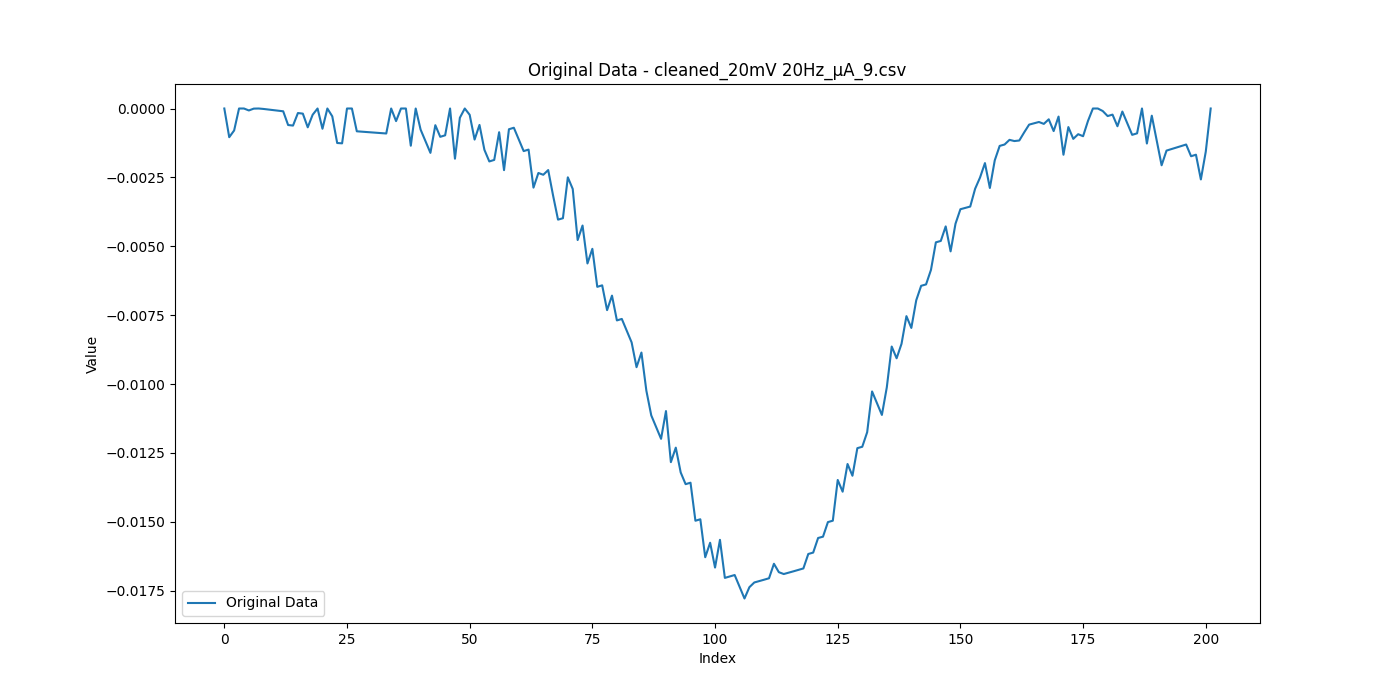 Original Data - cleaned_20mV 20Hz_µA_9.csv
0.0000
−0.0025
−0.0050
−0.0075
−0.0100
−0.0125
−0.0150
−0.0175
Value
Original Data
0 25 50 75 100 125 150 175 200
Index